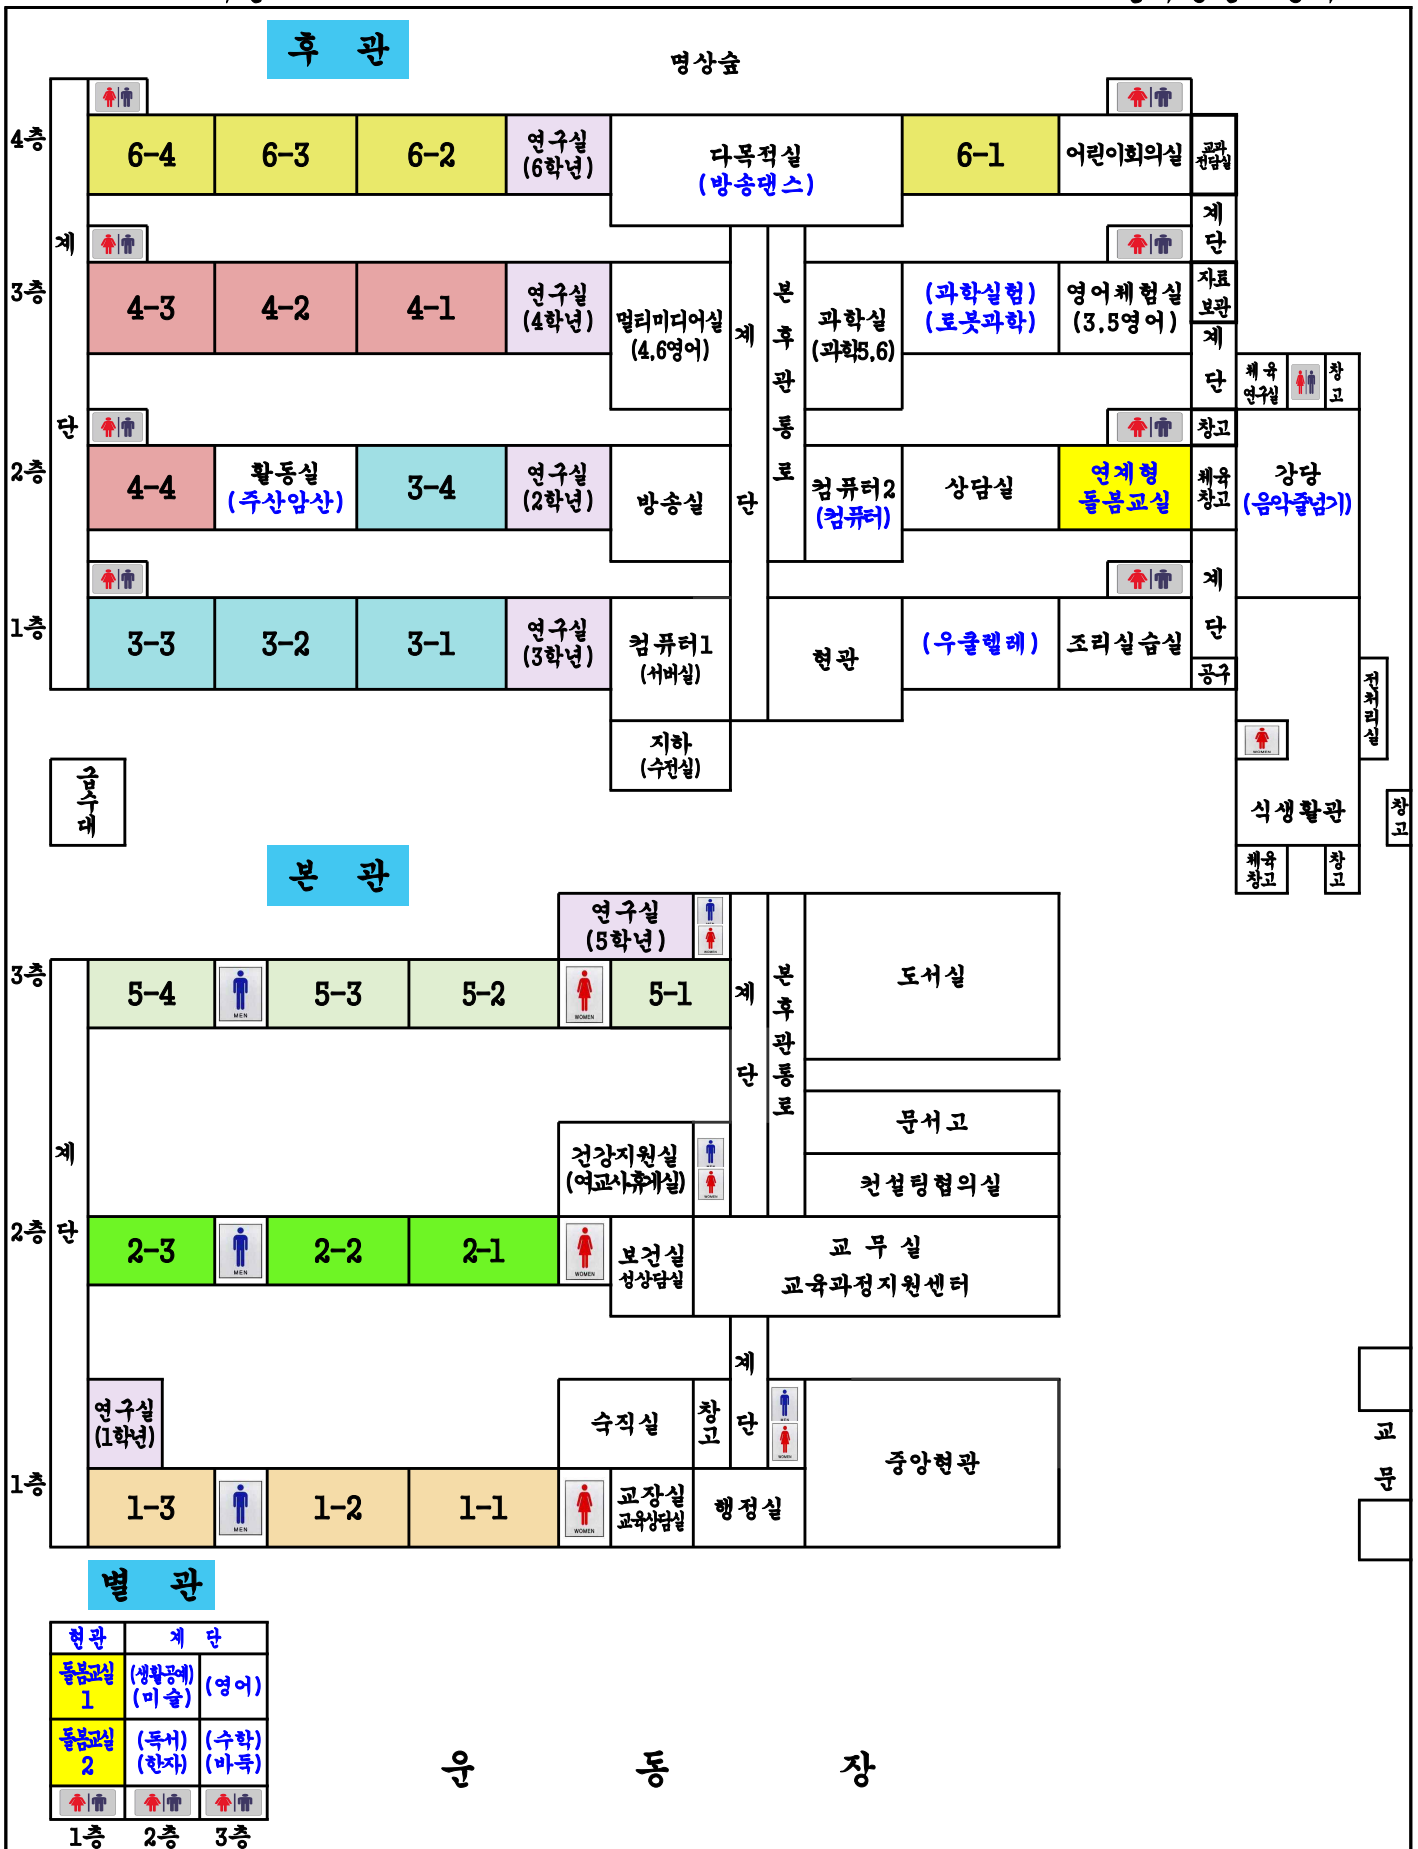 후 관
명상숲
4층
6-4
6-3
6-2
연구실
(6학년)
다목적실
(방송댄스)
6-1
어린이회의실
교과
전담실
계
단
계
단
3층
4-3
4-2
4-1
연구실
(4학년)
멀티미디어실
(4,6영어)
계
단
본
후
관
통
로
과학실
(과학5,6)
(과학실험)
(로봇과학)
영어체험실
(3,5영어)
자료
보관
계
단
체육
연구실
창
고
2층
4-4
활동실
(주산암산)
3-4
연구실
(2학년)
방송실
컴퓨터2
(컴퓨터)
상담실
연계형
돌봄교실
창고
체육
창고
강당
(음악줄넘기)
계
단
1층
3-3
3-2
3-1
연구실
(3학년)
컴퓨터1
(서버실)
현관
(우쿨렐레)
조리실습실
공구
전
처
리
실
지하
(수전실)
WOMEN
급
수
대
식생활관
창
고
체육
창고
창
고
본 관
연구실
(5학년)
3층
5-4
MEN
5-3
5-2
WOMEN
5-1
계
단
본
후
관
통
로
도서실
문서고
컨설팅협의실
계
단
건강지원실
(여교사휴게실)
2층
2-3
MEN
2-2
2-1
WOMEN
보건실
성상담실
교 무 실
교육과정지원센터
계
단
연구실
(1학년)
숙직실
창
고
중앙현관
1층
1-3
MEN
1-2
1-1
WOMEN
교장실
교육상담실
행정실
교
문
별 관
현관
계 단
돌봄교실
1
(생활공예)
(미술)
(영어)
돌봄교실
2
(독서)
(한자)
(수학)
(바둑)
1층
2층
3층
운 동 장